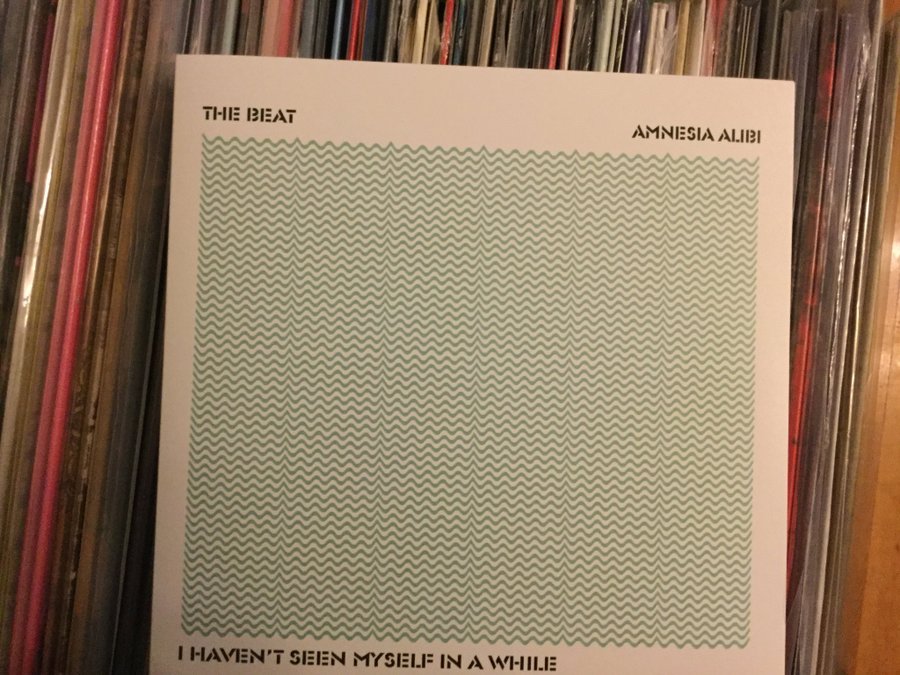 THE BEAT
AMNESIA ALIBI
I HAVEN'T SEEN MYSELF IN A WHILE